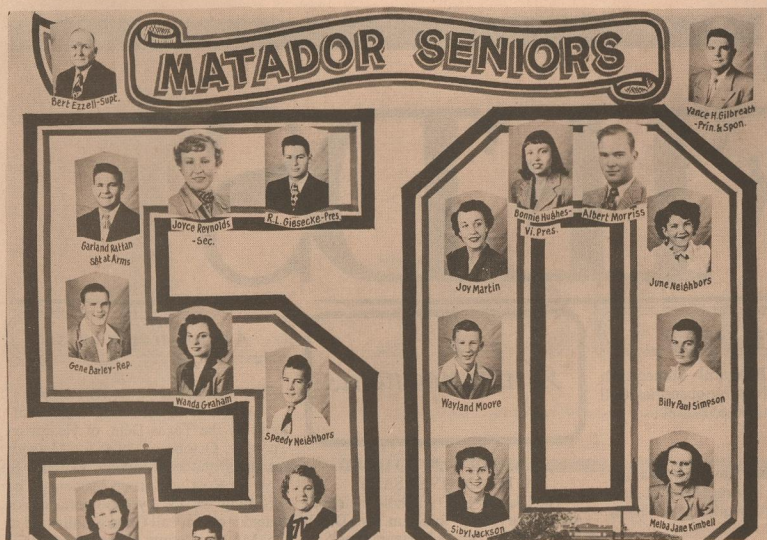 MATADOR SENIORS
Bert Ezzell-Supt.
Vance H. Gilbreath
-Prin. & Spon.
Garland Rattan
Sgt at Arms
Joyce Reynolds
-Sec.
R.L. Giesecke-Pres.
Bonnie Hughes-
Vi. Pres.
Albert Morriss
Joy Martin
June Neighbors
Gene Barley-Rep.
Wanda Graham
Speedy Neighbors
Wayland Moore
Billy Paul Simpson
Sibyl Jackson
Melba Jane Kimbell
50